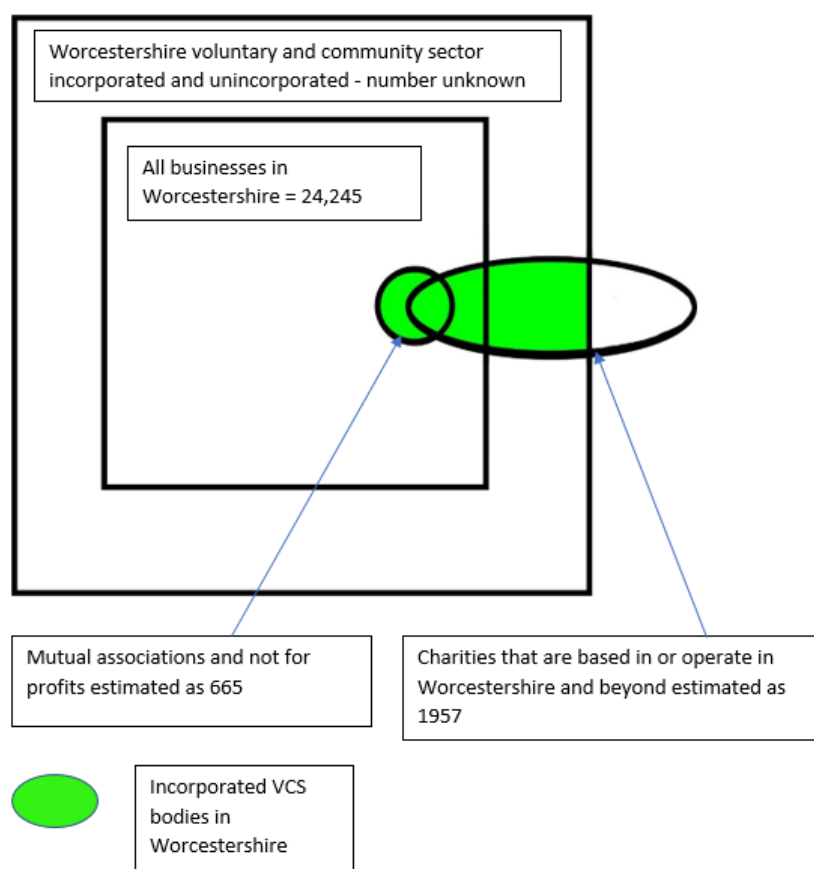 Worcestershire voluntary and community sector
incorporated and unincorporated - number unknown
All businesses in
Worcestershire = 24,245
Mutual associations and not for
profits estimated as 665
Charities that are based in or operate in
Worcestershire and beyond estimated as
1957
Incorporated VCS
bodies in
Worcestershire